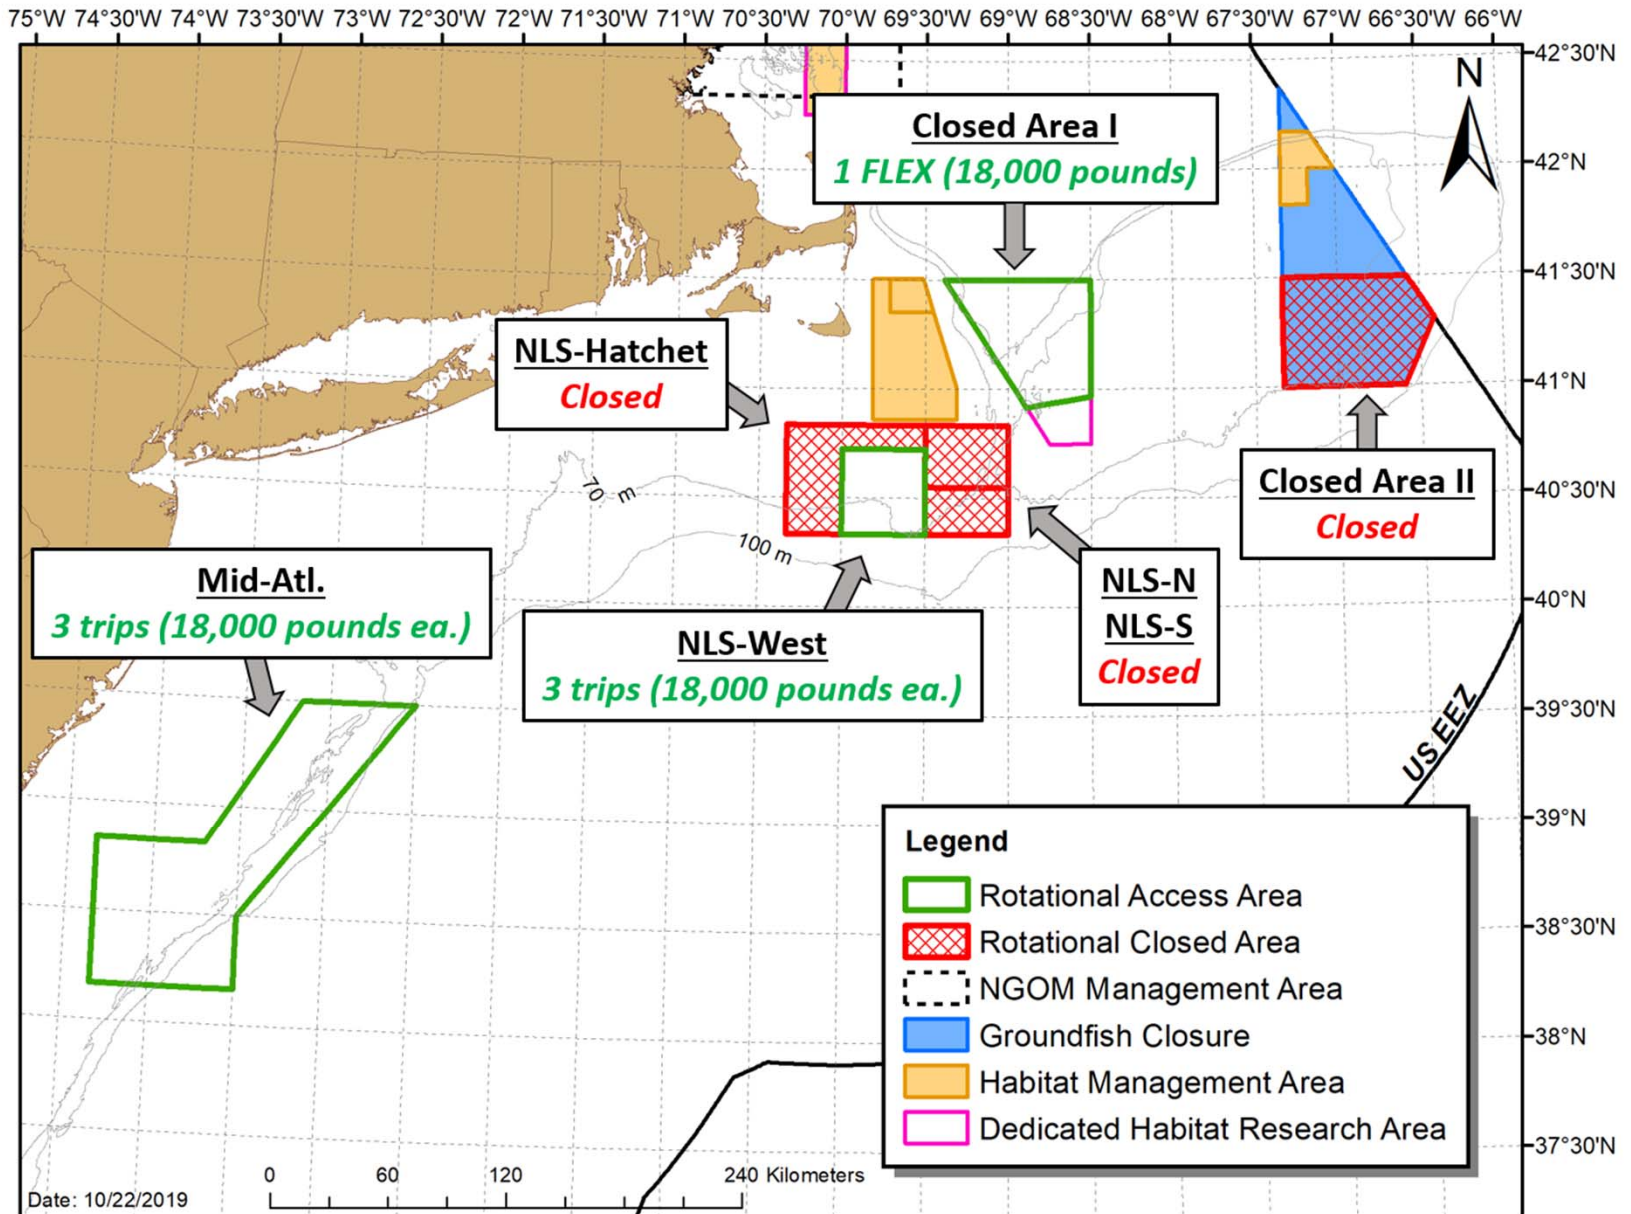 75°W 74°30'W 74°W 73°30'W 73°W 72°30'W 72°W 71°30'W 71°W 70°30'W 70°W 69°30'W 69°W 68°30'W 68°W 67°30'W 67°W 66°30'W 66°W
42°30'N
N
Closed Area I
1 FLEX (18,000 pounds)
42°N
41°30'N
NLS-Hatchet
Closed
41°N
Closed Area II
Closed
40°30'N
70 m
100 m
Mid-Atl.
3 trips (18,000 pounds ea.)
NLS-West
3 trips (18,000 pounds ea.)
NLS-N
NLS-S
Closed
40°N
39°30'N
US EEZ
39°N
Legend
Rotational Access Area
Rotational Closed Area
NGOM Management Area
Groundfish Closure
Habitat Management Area
Dedicated Habitat Research Area
38°30'N
38°N
37°30'N
0 60 120 240 Kilometers
Date: 10/22/2019